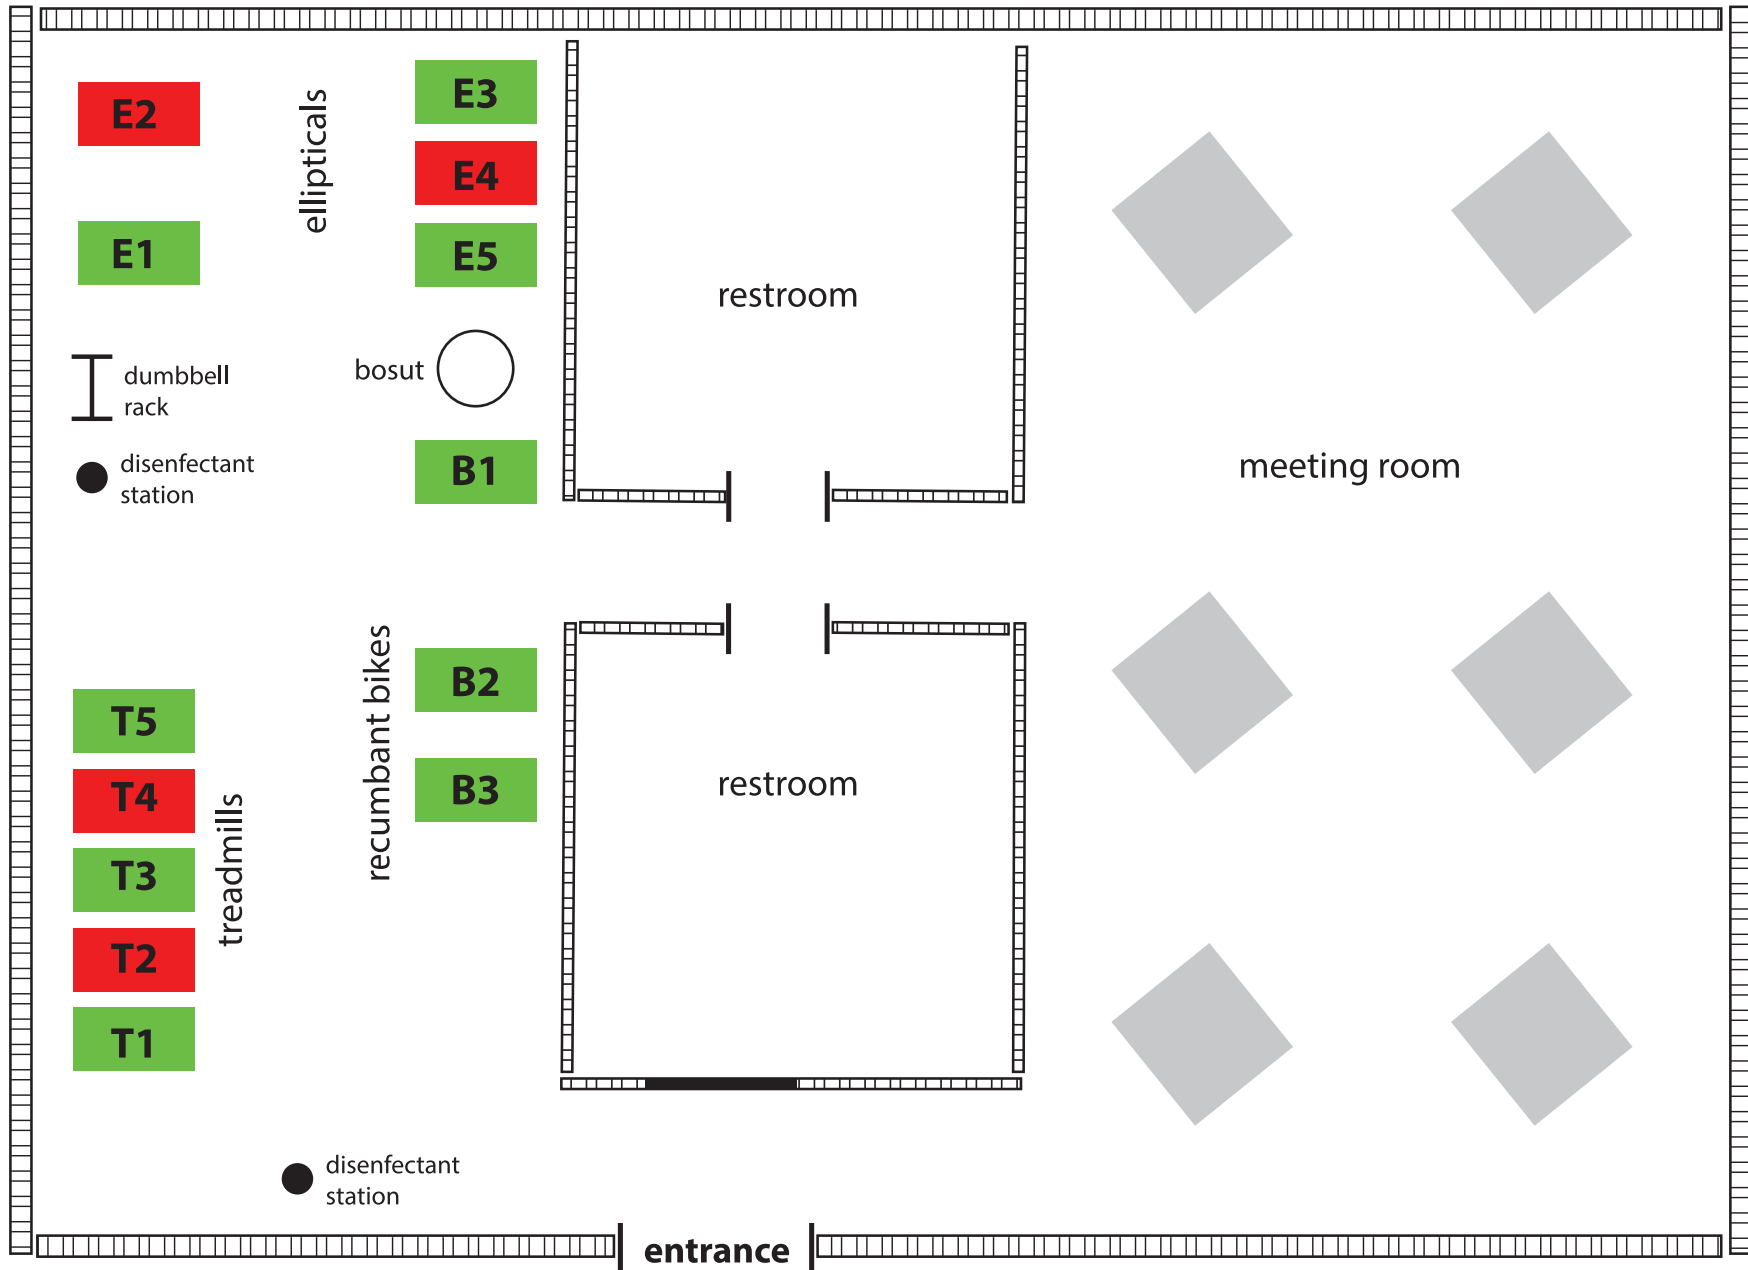 E2
ellipticals
E3
E4
E1
E5
restroom
dumbbell
rack
bosut
disenfectant
station
B1
meeting room
recumbant bikes
B2
T5
T4
B3
restroom
treadmills
T3
T2
T1
disenfectant
station
entrance